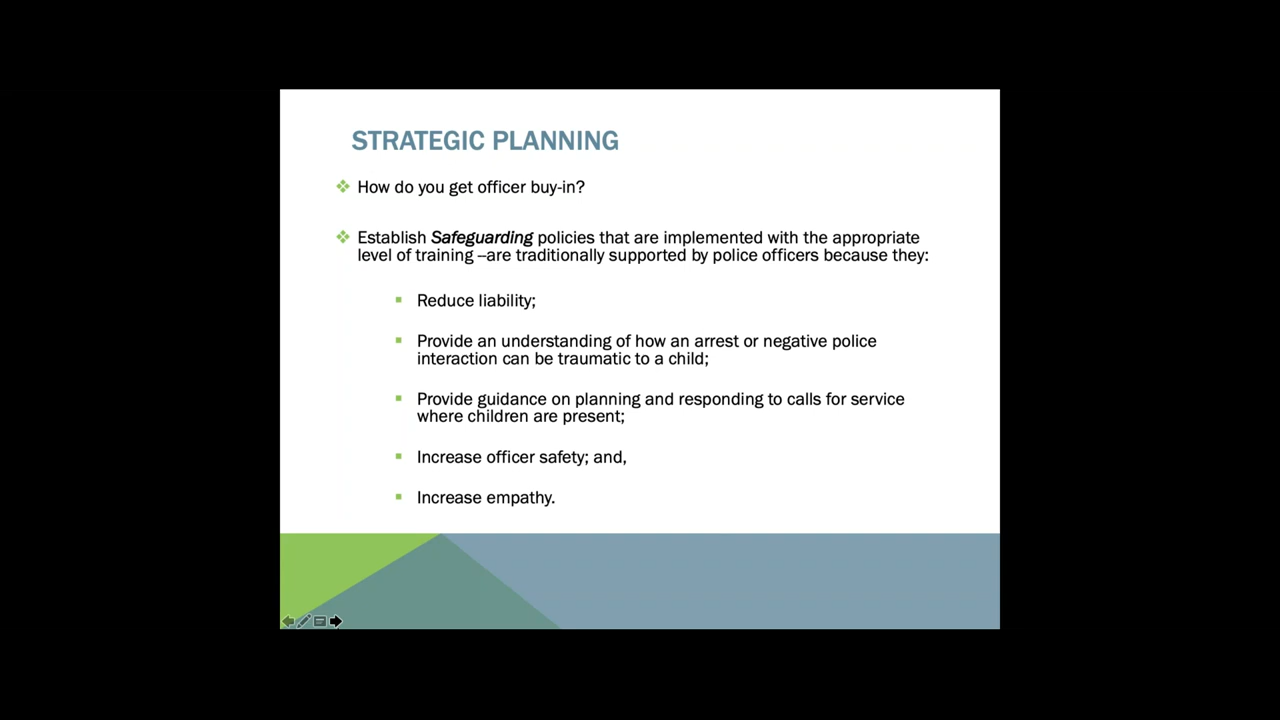 STRATEGIC PLANNING
How do you get officer buy-in?
Establish Safeguarding policies that are implemented with the appropriate
level of training --are traditionally supported by police officers because they:
Reduce liability;
Provide an understanding of how an arrest or negative police
interaction can be traumatic to a child;
Provide guidance on planning and responding to calls for service
where children are present;
Increase officer safety; and,
Increase empathy.